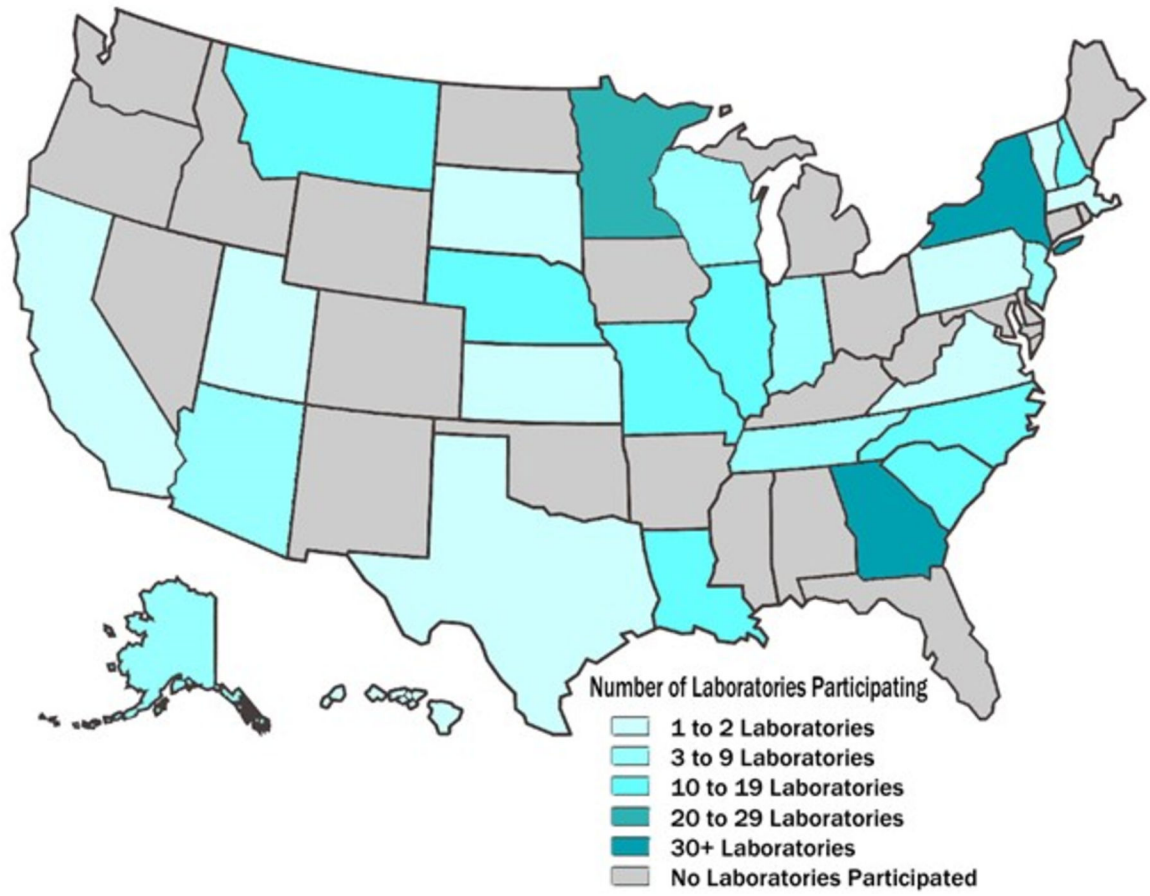 Number of Laboratories Participating
1 to 2 Laboratories
3 to 9 Laboratories
10 to 19 Laboratories
20 to 29 Laboratories
30+ Laboratories
No Laboratories Participated